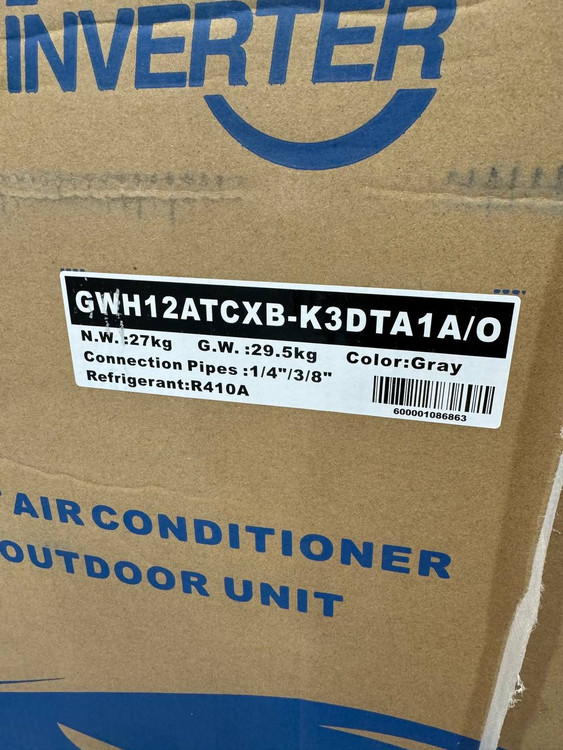 INVERTER
GWH12ATCXB-K3DTA1A/O
N.W. :27kg G.W. :29.5kg Color:Gray
Connection Pipes :1/4"/3/8"
Refrigerant:R410A
600001086863
AIR CONDITIONER
OUTDOOR UNIT